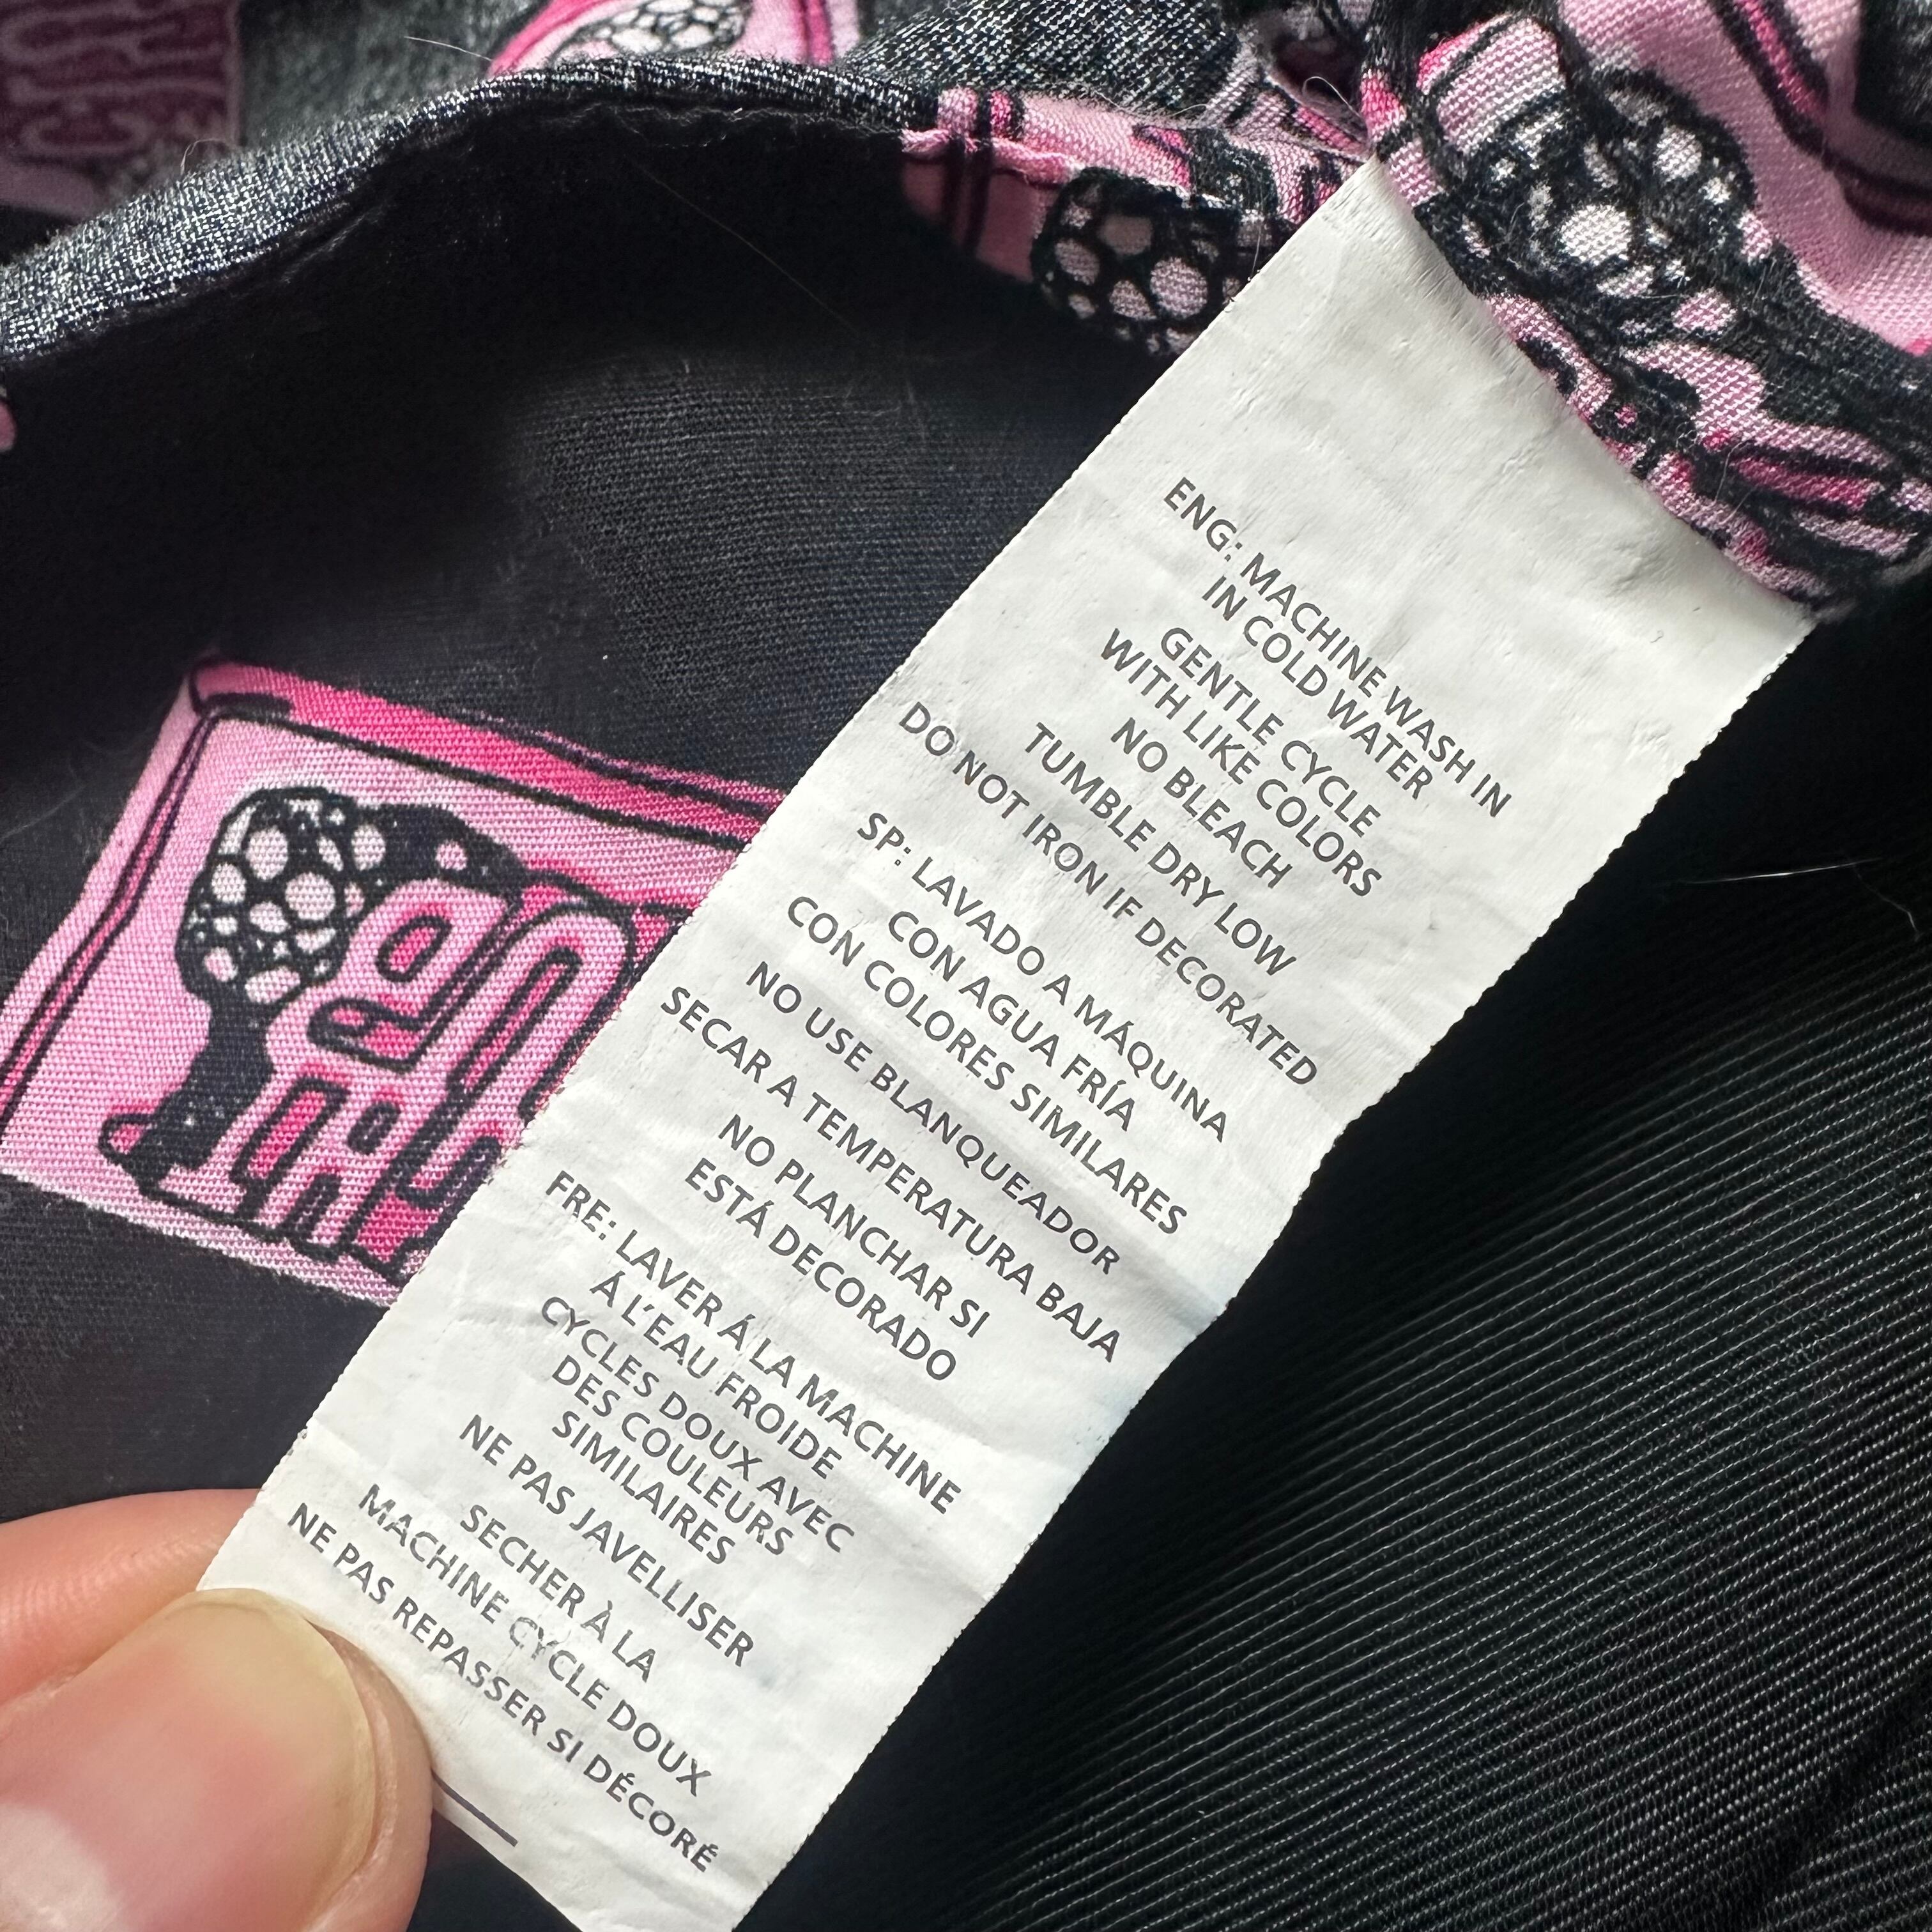 ENG: MACHINE WASH IN
IN COLD WATER
GENTLE CYCLE
WITH LIKE COLORS
NO BLEACH
TUMBLE DRY LOW
DO NOT IRON IF DECORATED
SP: LAVADO A MÁQUINA
CON AGUA FRÍA
CON COLORES SIMILARES
NO USE BLANQUEADOR
SECAR A TEMPERATURA BAJA
NO PLANCHAR SI
ESTÁ DECORADO
FRE: LAVER Á LA MACHINE
Á L'EAU FROIDE
CYCLES DOUX AVEC
DES COULEURS
SIMILAIRES
NE PAS JAVELLISER
SECHER À LA
MACHINE CYCLE DOUX
NE PAS REPASSER SI DÉCORÉ